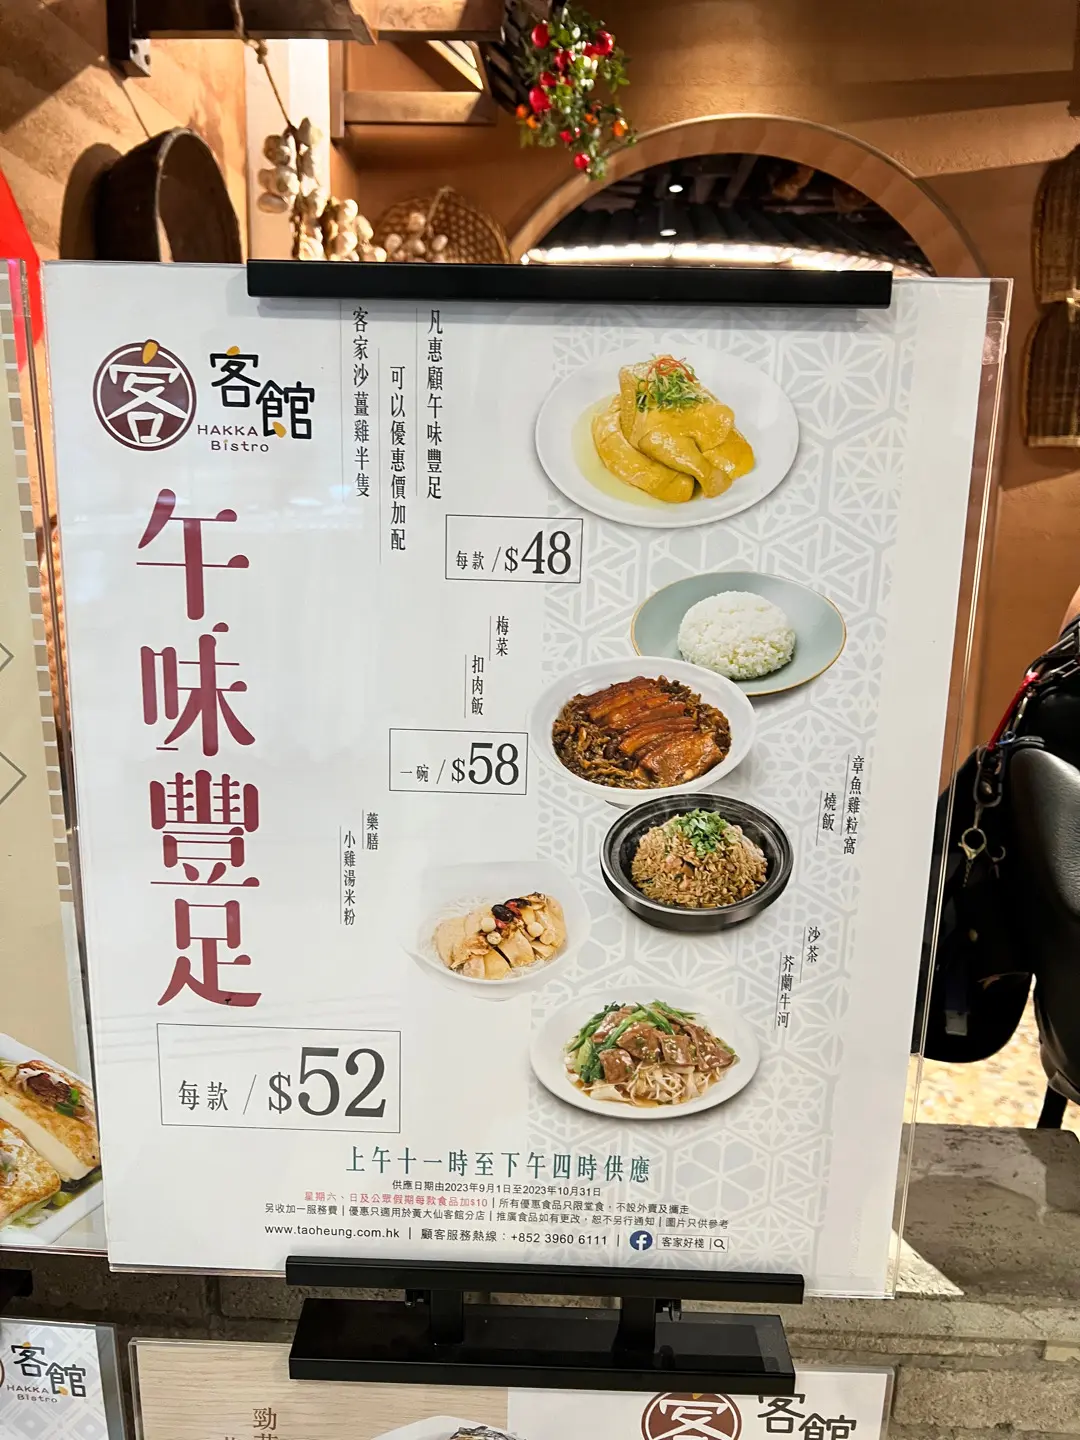 客
客館
HAKKA
Bistro
午味豐足
每款 / $52
凡惠顧午味豐足
可以優惠價加配
客家沙薑雞半隻
每款 / $48
梅菜
扣肉飯
一碗 / $58
章魚雞粒窩
燒飯
藥膳
小雞湯米粉
沙茶
芥蘭牛河
上午十一時至下午四時供應
供應日期由2023年9月1日至2023年10月31日
星期六、日及公眾假期每款食品加$10 | 所有優惠食品只限堂食，不設外賣及攜走
另收加一服務費 | 優惠只適用於黃大仙客館分店 | 推廣食品如有更改，恕不另行通知 | 圖片只供參考
www.taoheung.com.hk | 顧客服務熱線：+852 3960 6111 | f 客家好棧
客館
HAKKA
Bistro
勁
客館